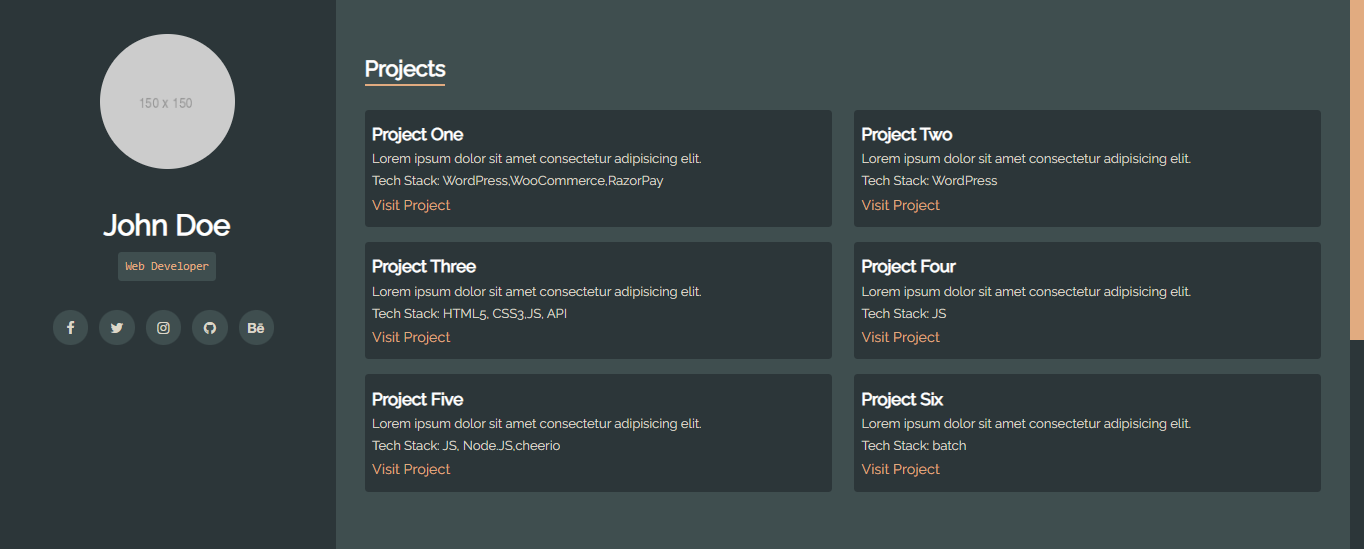 150 x 150
John Doe
Web Developer
Bē
Projects
Project One
Lorem ipsum dolor sit amet consectetur adipisicing elit.
Tech Stack: WordPress,WooCommerce,RazorPay
Visit Project
Project Two
Lorem ipsum dolor sit amet consectetur adipisicing elit.
Tech Stack: WordPress
Visit Project
Project Three
Lorem ipsum dolor sit amet consectetur adipisicing elit.
Tech Stack: HTML5, CSS3,JS, API
Visit Project
Project Four
Lorem ipsum dolor sit amet consectetur adipisicing elit.
Tech Stack: JS
Visit Project
Project Five
Lorem ipsum dolor sit amet consectetur adipisicing elit.
Tech Stack: JS, Node.JS,cheerio
Visit Project
Project Six
Lorem ipsum dolor sit amet consectetur adipisicing elit.
Tech Stack: batch
Visit Project